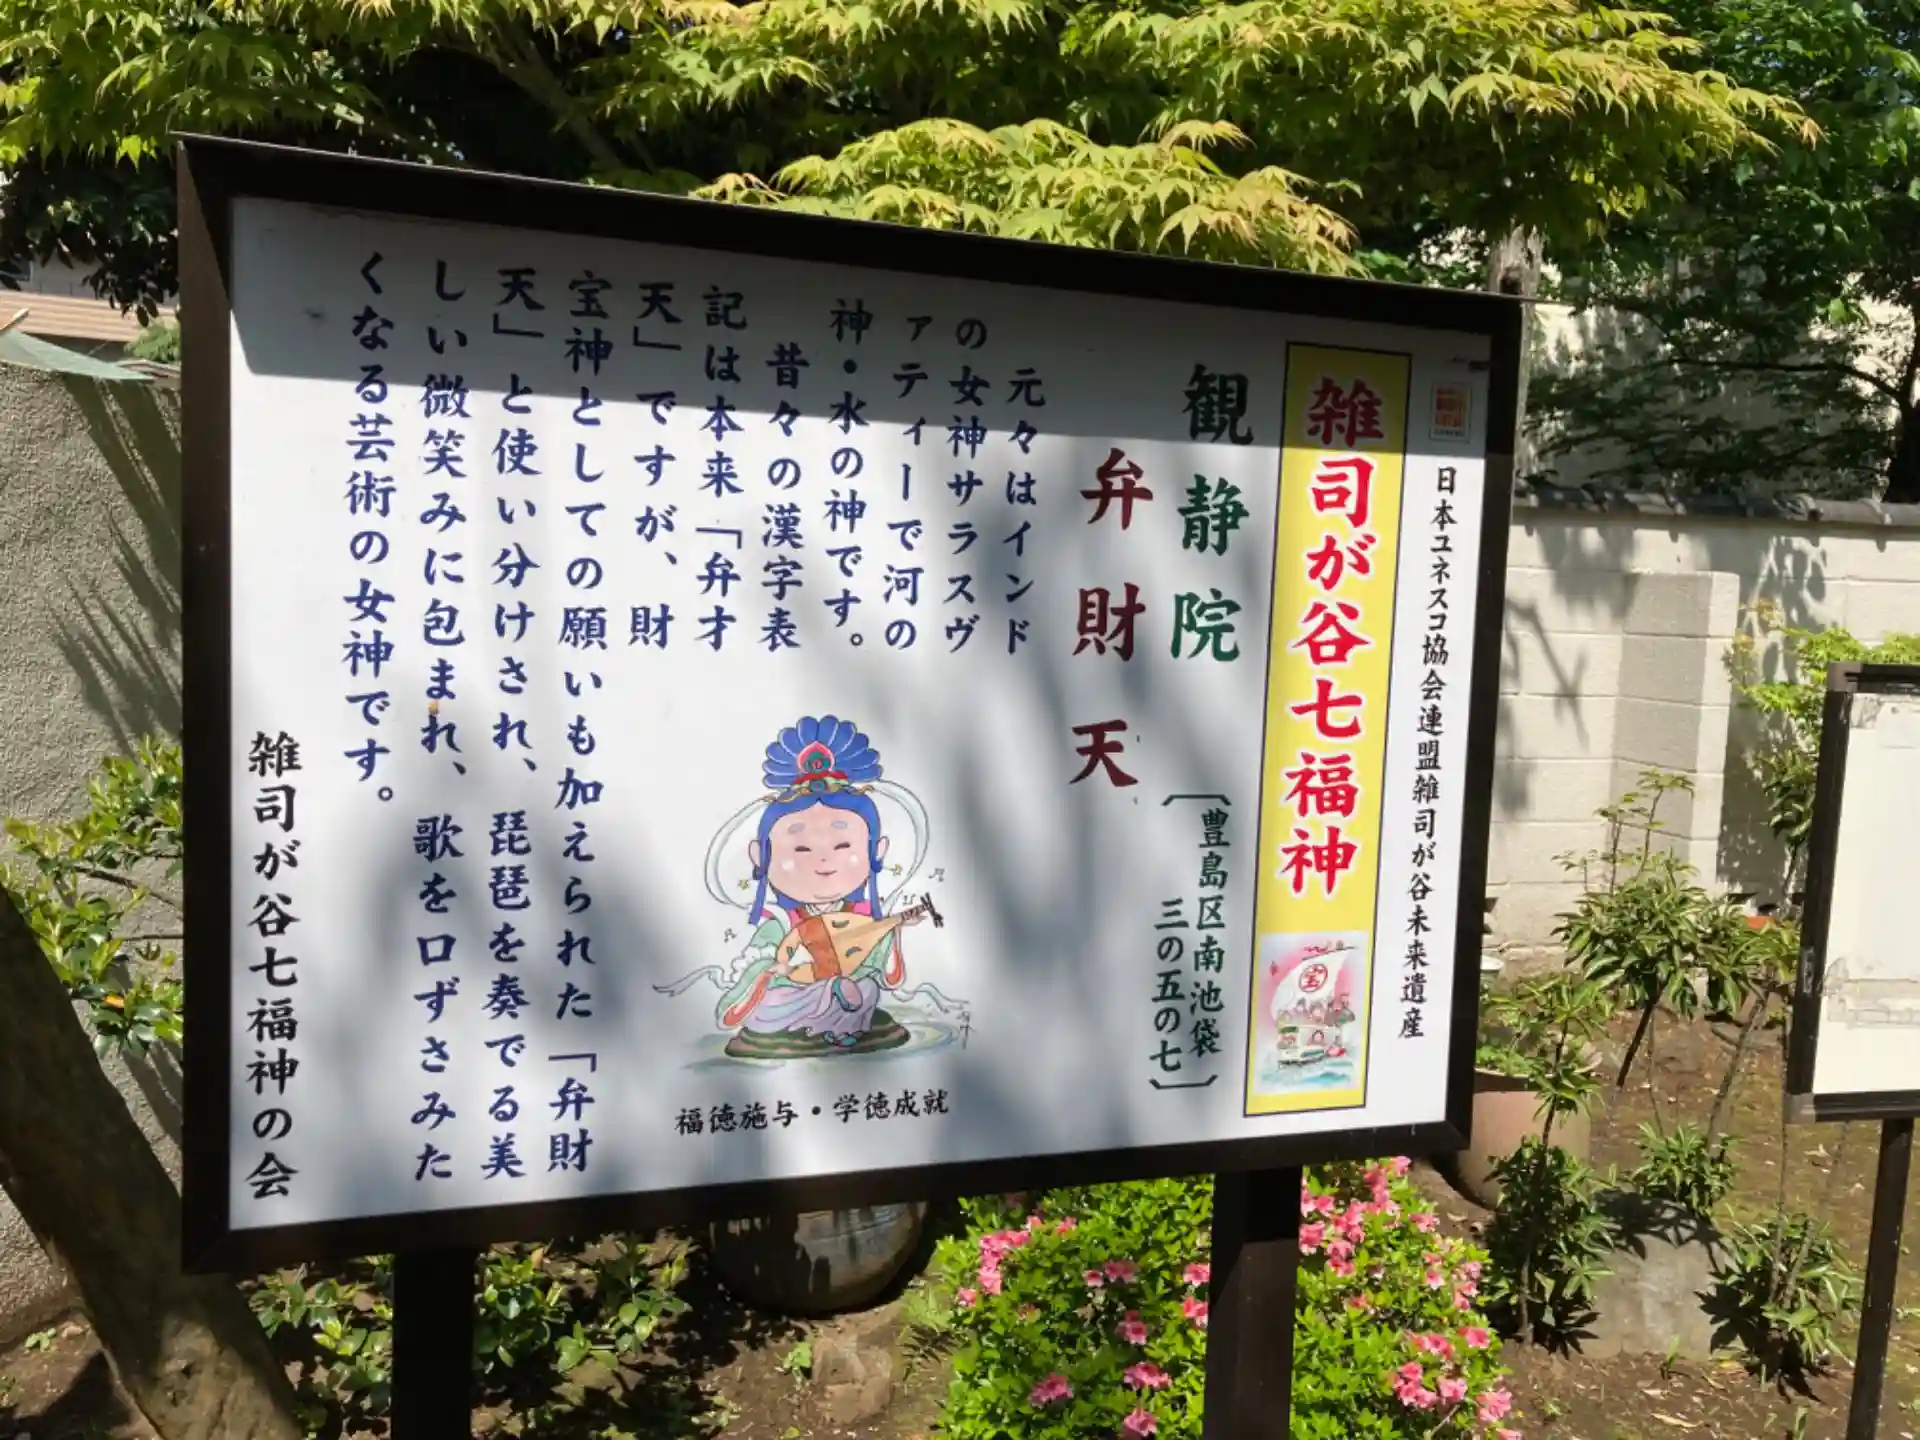 日本ユネスコ協会連盟雑司が谷未来遺産
雑司が谷七福神
宝
観静院
弁財天
〔豊島区南池袋
三の五の七〕
元々はインド
の女神サラスヴ
ァティーで河の
神・水の神です。
昔々の漢字表
記は本来「弁才
天」ですが、財
宝神としての願いも加えられた「弁財
天」と使い分けされ、琵琶を奏でる美
しい微笑みに包まれ、歌を口ずさみた
くなる芸術の女神です。
福徳施与・学徳成就
雑司が谷七福神の会